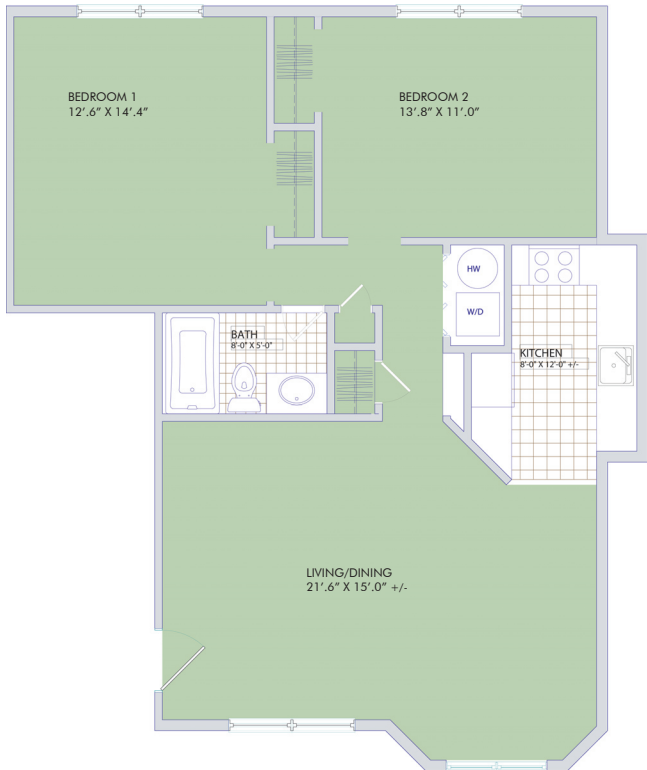 BEDROOM 1
12'.6" X 14'.4"
BEDROOM 2
13'.8" X 11'.0"
HW
W/D
BATH
8'-0" X 5'-0"
KITCHEN
8'-0" X 12'-0" +/-
LIVING/DINING
21'.6" X 15'.0" +/-